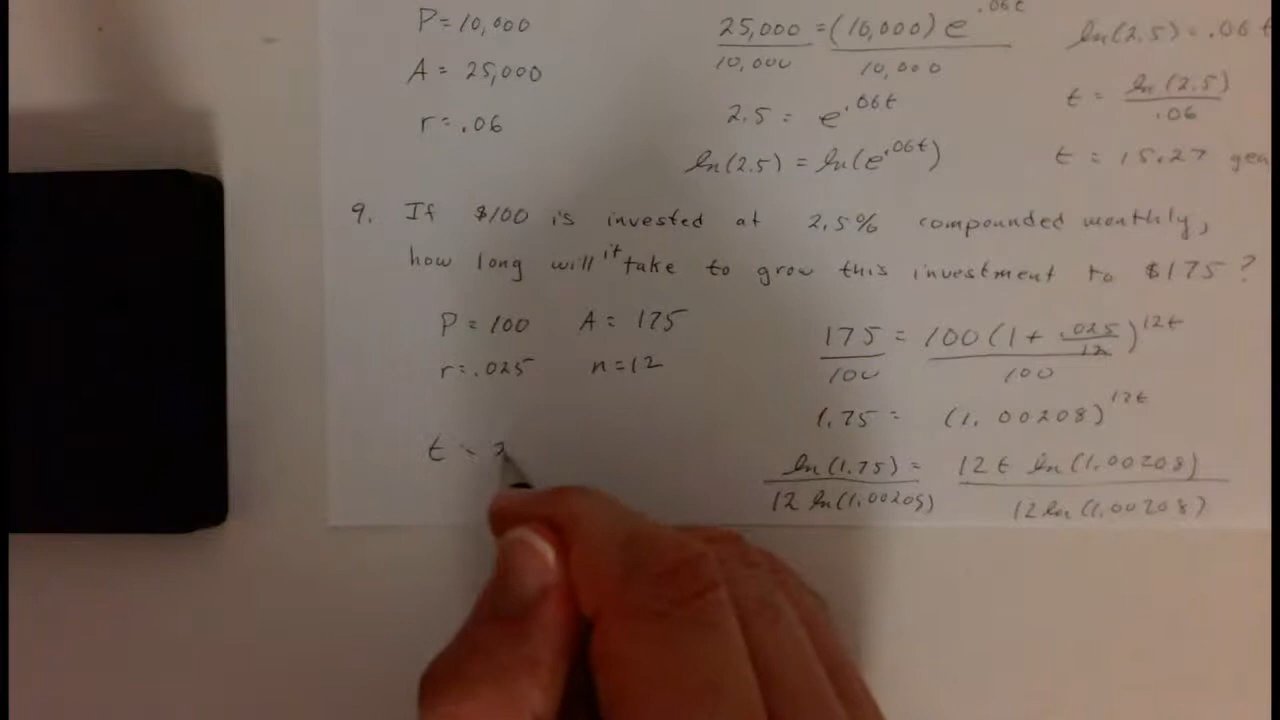 P = 10,000
A = 25,000
r = .06
25,000 = (10,000) e^.06t
10,000 10,000
2.5 = e^.06t
ln(2.5) = ln(e^.06t)
ln(2.5) = .06 t
t = ln(2.5)
.06
t = 15.27 yea
9. If $100 is invested at 2.5% compounded monthly,
how long will it take to grow this investment to $175?
P = 100 A = 175
r = .025 n = 12
t =
175 = 100 (1 + .025/12)^12t
100 100
1.75 = (1.00208)^12t
ln(1.75) = 12t ln(1.00208)
12 ln(1.00208) 12 ln(1.00208)